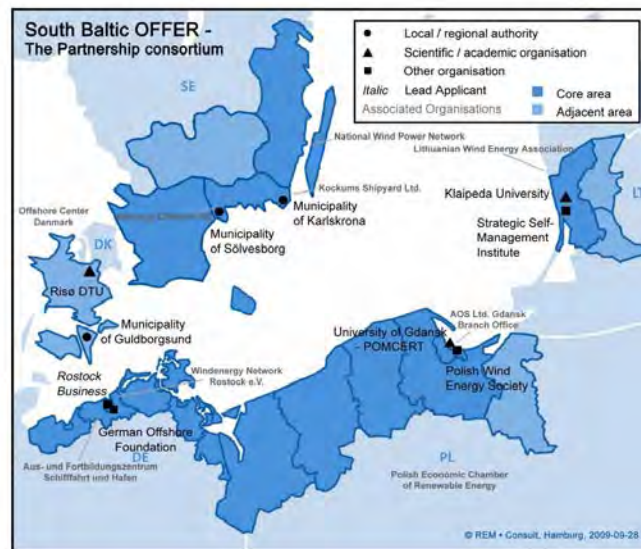 South Baltic OFFER -
The Partnership consortium
Local / regional authority
Scientific / academic organisation
Other organisation
Italic Lead Applicant
Core area
Associated Organisations
Adjacent area
SE
National Wind Power Network
Lithuanian Wind Energy Association
Kockums Shipyard Ltd.
Klaipeda University
LT
Municipality
of Karlskrona
Strategic Self-
Management
Institute
Offshore Center
Danmark
Municipality
of Sölvesborg
DK
Risø DTU
AOS Ltd. Gdansk
Branch Office
Municipality
of Guldborgsund
University of Gdansk
- POMCERT
Polish Wind
Energy Society
Rostock
Business
Windenergy Network
Rostock e.V.
German Offshore
Foundation
DE
Aus- und Fortbildungszentrum
Schifffahrt und Hafen
PL
Polish Economic Chamber
of Renewable Energy
© REM • Consult, Hamburg, 2009-09-28